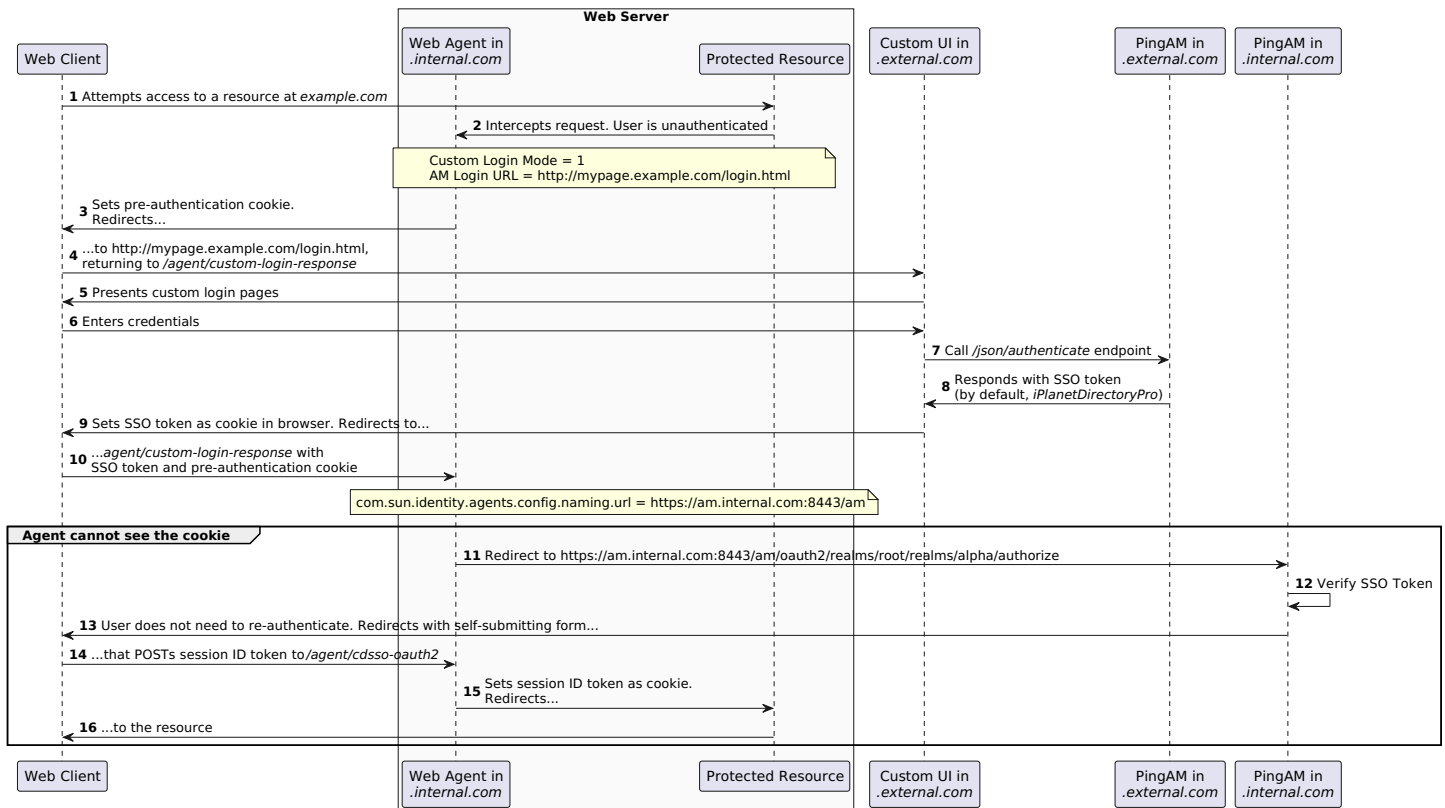 Web Server
Web Client
Web Agent in
.internal.com
Protected Resource
Custom UI in
.external.com
PingAM in
.external.com
PingAM in
.internal.com
1 Attempts access to a resource at example.com
2 Intercepts request. User is unauthenticated
Custom Login Mode = 1
AM Login URL = http://mypage.example.com/login.html
3 Sets pre-authentication cookie.
Redirects...
4 ...to http://mypage.example.com/login.html,
returning to /agent/custom-login-response
5 Presents custom login pages
6 Enters credentials
7 Call /json/authenticate endpoint
8 Responds with SSO token
(by default, iPlanetDirectoryPro)
9 Sets SSO token as cookie in browser. Redirects to...
10 ...agent/custom-login-response with
SSO token and pre-authentication cookie
com.sun.identity.agents.config.naming.url = https://am.internal.com:8443/am
Agent cannot see the cookie
11 Redirect to https://am.internal.com:8443/am/oauth2/realms/root/realms/alpha/authorize
12 Verify SSO Token
13 User does not need to re-authenticate. Redirects with self-submitting form...
14 ...that POSTs session ID token to /agent/cdsso-oauth2
15 Sets session ID token as cookie.
Redirects...
16 ...to the resource
Web Client
Web Agent in
.internal.com
Protected Resource
Custom UI in
.external.com
PingAM in
.external.com
PingAM in
.internal.com